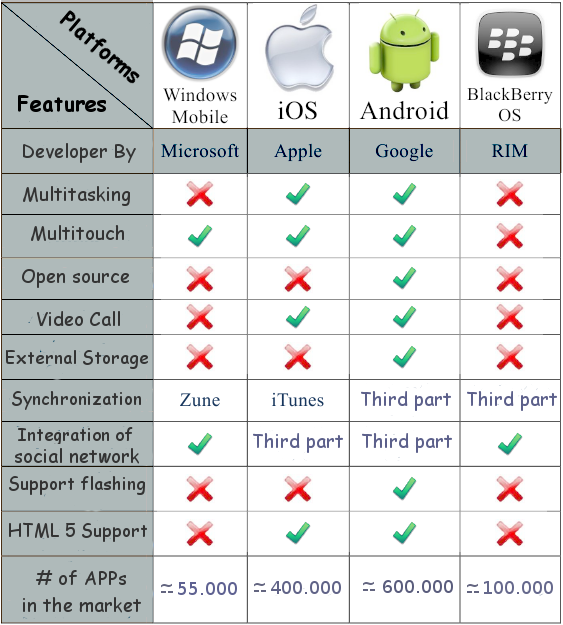 Platforms
Features
Windows Mobile
iOS
Android
BlackBerry OS
Developer By Microsoft Apple Google RIM
Multitasking
Multitouch
Open source
Video Call
External Storage
Synchronization Zune iTunes Third part Third part
Integration of social network Third part Third part
Support flashing
HTML 5 Support
# of APPs in the market ≈55.000 ≈400.000 ≈600.000 ≈100.000